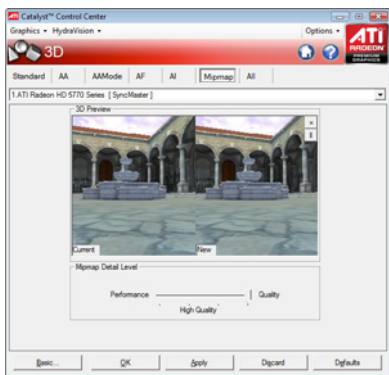 Catalyst™ Control Center
Graphics HydraVision Options
ATI
RADEON
PREMIUM
GRAPHICS
3D
Standard AA AAMode AF AI Mipmap All
1.ATI Radeon HD 5770 Series [ SyncMaster ]
3D Preview
Current New
Mipmap Detail Level
Performance Quality
High Quality
Basic... OK Apply Discard Defaults